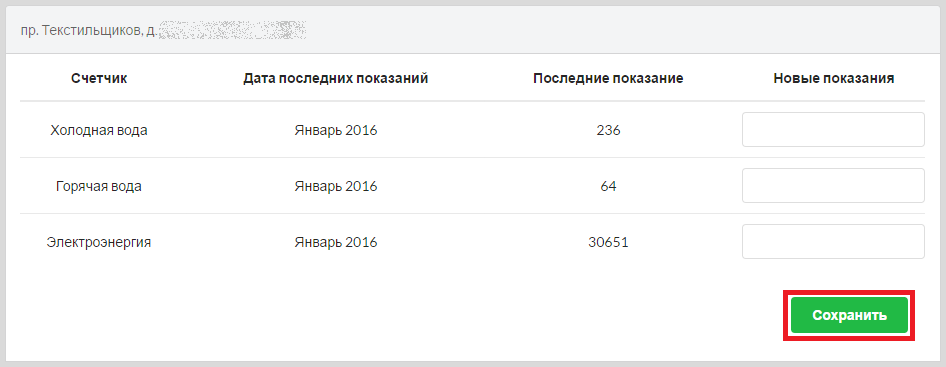 пр. Текстильщиков, д.
Счетчик Дата последних показаний Последние показание Новые показания
Холодная вода Январь 2016 236
Горячая вода Январь 2016 64
Электроэнергия Январь 2016 30651
Сохранить